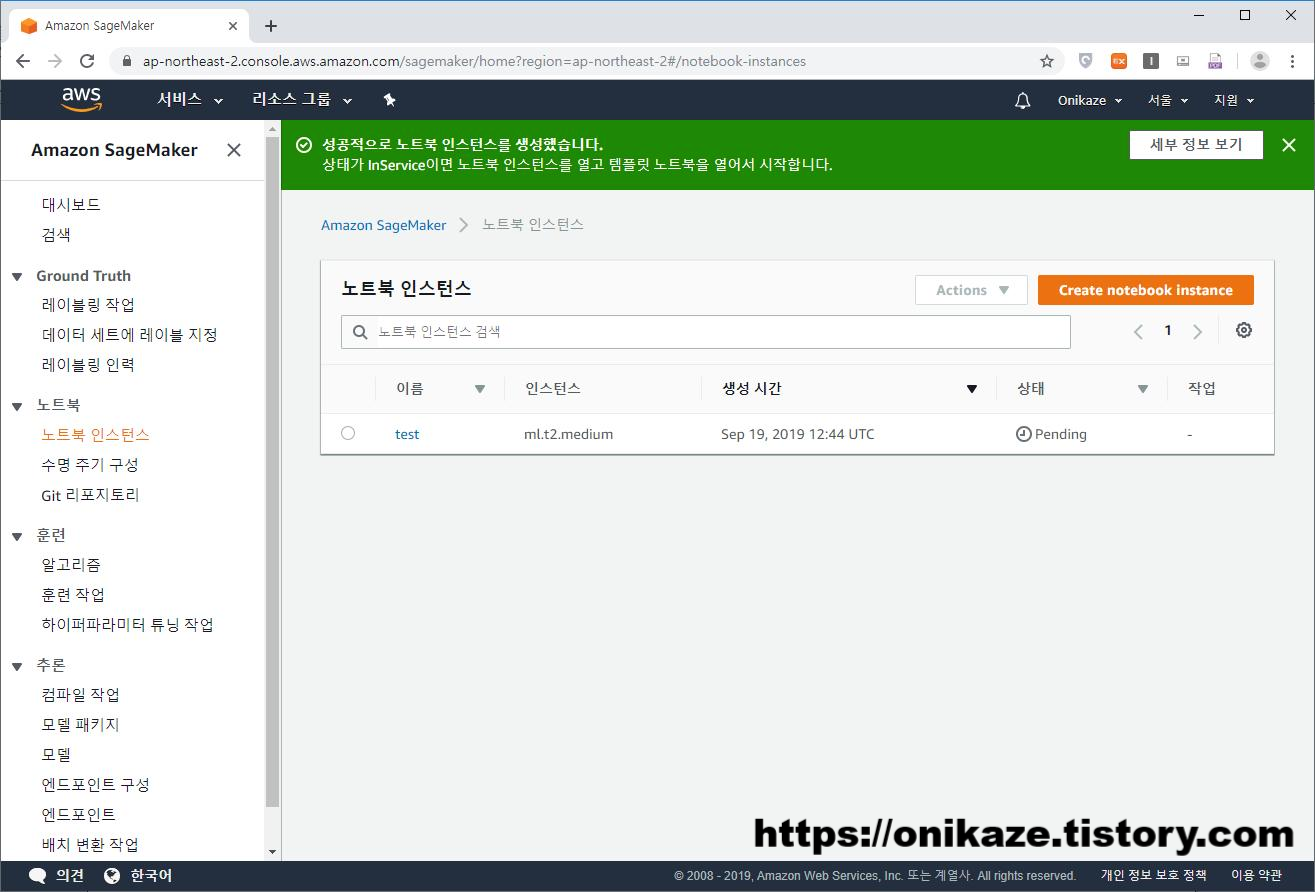 Amazon SageMaker
ap-northeast-2.console.aws.amazon.com/sagemaker/home?region=ap-northeast-2#/notebook-instances
aws 서비스 리소스 그룹 Onikaze 서울 지원
Amazon SageMaker
대시보드
검색
Ground Truth
레이블링 작업
데이터 세트에 레이블 지정
레이블링 인력
노트북
노트북 인스턴스
수명 주기 구성
Git 리포지토리
훈련
알고리즘
훈련 작업
하이퍼파라미터 튜닝 작업
추론
컴파일 작업
모델 패키지
모델
엔드포인트 구성
엔드포인트
배치 변환 작업
성공적으로 노트북 인스턴스를 생성했습니다.
상태가 InService이면 노트북 인스턴스를 열고 템플릿 노트북을 열어서 시작합니다.
세부 정보 보기
Amazon SageMaker 노트북 인스턴스
노트북 인스턴스
Actions Create notebook instance
노트북 인스턴스 검색
1
이름 인스턴스 생성 시간 상태 작업
test ml.t2.medium Sep 19, 2019 12:44 UTC Pending -
https://onikaze.tistory.com
의견 한국어 © 2008 - 2019, Amazon Web Services, Inc. 또는 계열사. All rights reserved. 개인 정보 보호 정책 이용 약관